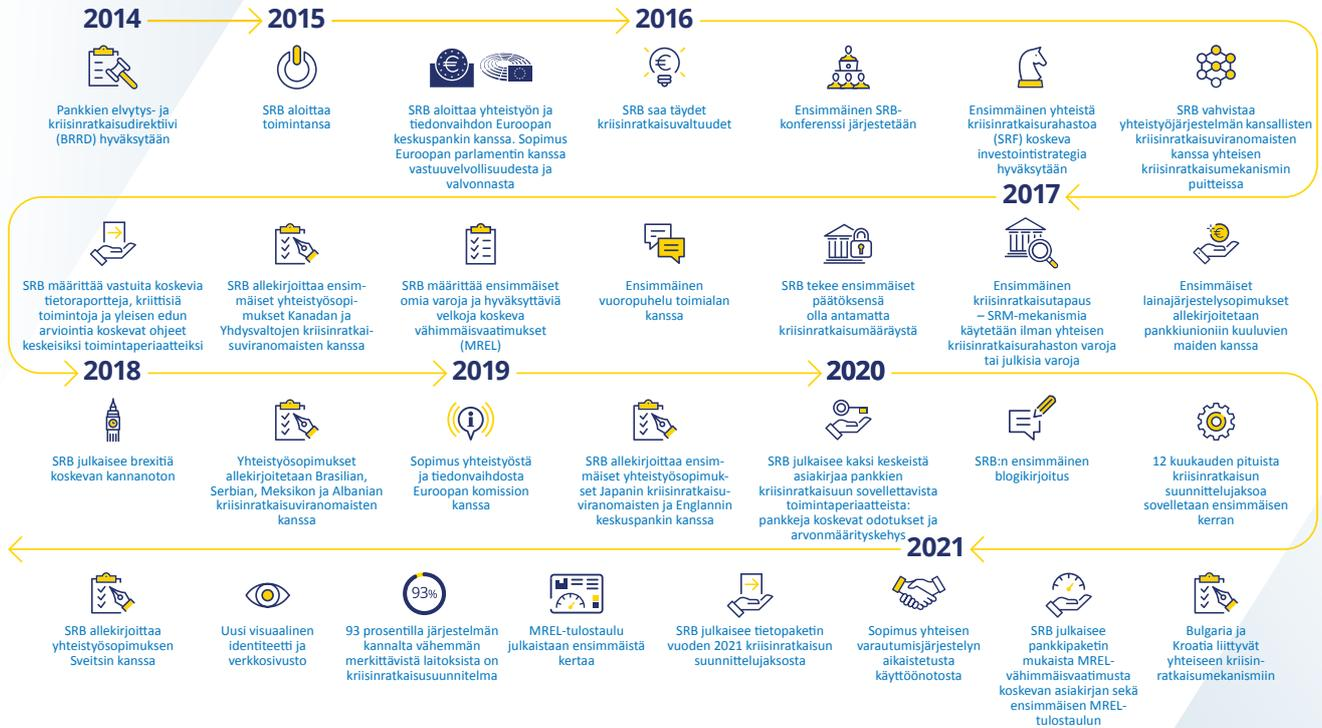 2014
2015
2016
Pankkien elvytys- ja
kriisinratkaisudirektiivi
(BRRD) hyväksytään
SRB aloittaa
toimintansa
SRB aloittaa yhteistyön ja
tiedonvaihdon Euroopan
keskuspankin kanssa. Sopimus
Euroopan parlamentin kanssa
vastuuvelvollisuudesta ja
valvonnasta
SRB saa täydet
kriisinratkaisuvaltuudet
Ensimmäinen SRB-
konferenssi järjestetään
Ensimmäinen yhteistä
kriisinratkaisurahastoa
(SRF) koskeva
investointistrategia
hyväksytään
SRB vahvistaa
yhteistyöjärjestelmän kansallisten
kriisinratkaisuviranomaisten
kanssa yhteisen
kriisinratkaisumekanismin
puitteissa
2017
SRB määrittää vastuita koskevia
tietoraportteja, kriittisiä
toimintoja ja yleisen edun
arviointia koskevat ohjeet
keskeisiksi toimintaperiaatteiksi
SRB allekirjoittaa ensim-
mäiset yhteistyösopi-
mukset Kanadan ja
Yhdysvaltojen kriisinratkai-
suviranomaisten kanssa
SRB määrittää ensimmäiset
omia varoja ja hyväksyttäviä
velkoja koskeva
vähimmäisvaatimukset
(MREL)
Ensimmäinen
vuoropuhelu toimialan
kanssa
SRB tekee ensimmäiset
päätöksensä
olla antamatta
kriisinratkaisumääräystä
Ensimmäinen
kriisinratkaisutapaus
– SRM-mekanismia
käytetään ilman yhteisen
kriisinratkaisurahaston varoja
tai julkisia varoja
Ensimmäiset
lainajärjestelysopimukset
allekirjoitetaan
pankkiunioniin kuuluvien
maiden kanssa
2018
2019
2020
SRB julkaisee brexitiä
koskevan kannanoton
Yhteistyösopimukset
allekirjoitetaan Brasilian,
Serbian, Meksikon ja Albanian
kriisinratkaisuviranomaisten
kanssa
Sopimus yhteistyöstä
ja tiedonvaihdosta
Euroopan komission
kanssa
SRB allekirjoittaa ensim-
mäiset yhteistyösopimuk-
set Japanin kriisinratkaisu-
viranomaisten ja Englannin
keskuspankin kanssa
SRB julkaisee kaksi keskeistä
asiakirjaa pankkien
kriisinratkaisuun sovellettavista
toimintaperiaatteista:
pankkeja koskevat odotukset ja
arvonmäärityskehys
SRB:n ensimmäinen
blogikirjoitus
12 kuukauden pituista
kriisinratkaisun
suunnittelujaksoa
sovelletaan ensimmäisen
kerran
2021
SRB allekirjoittaa
yhteistyösopimuksen
Sveitsin kanssa
Uusi visuaalinen
identiteetti ja
verkkosivusto
93%
93 prosentilla järjestelmän
kannalta vähemmän
merkittävistä laitoksista on
kriisinratkaisusuunnitelma
MREL-tulostaulu
julkaistaan ensimmäistä
kertaa
SRB julkaisee tietopaketin
vuoden 2021 kriisinratkaisun
suunnittelujaksosta
Sopimus yhteisen
varautumisjärjestelyn
aikaistetusta
käyttöönotosta
SRB julkaisee
pankkipaketin
mukaista MREL-
vähimmäisvaatimusta
koskevan asiakirjan sekä
ensimmäisen MREL-
tulostaulun
Bulgaria ja
Kroatia liittyvät
yhteiseen kriisin-
ratkaisumekanismiin